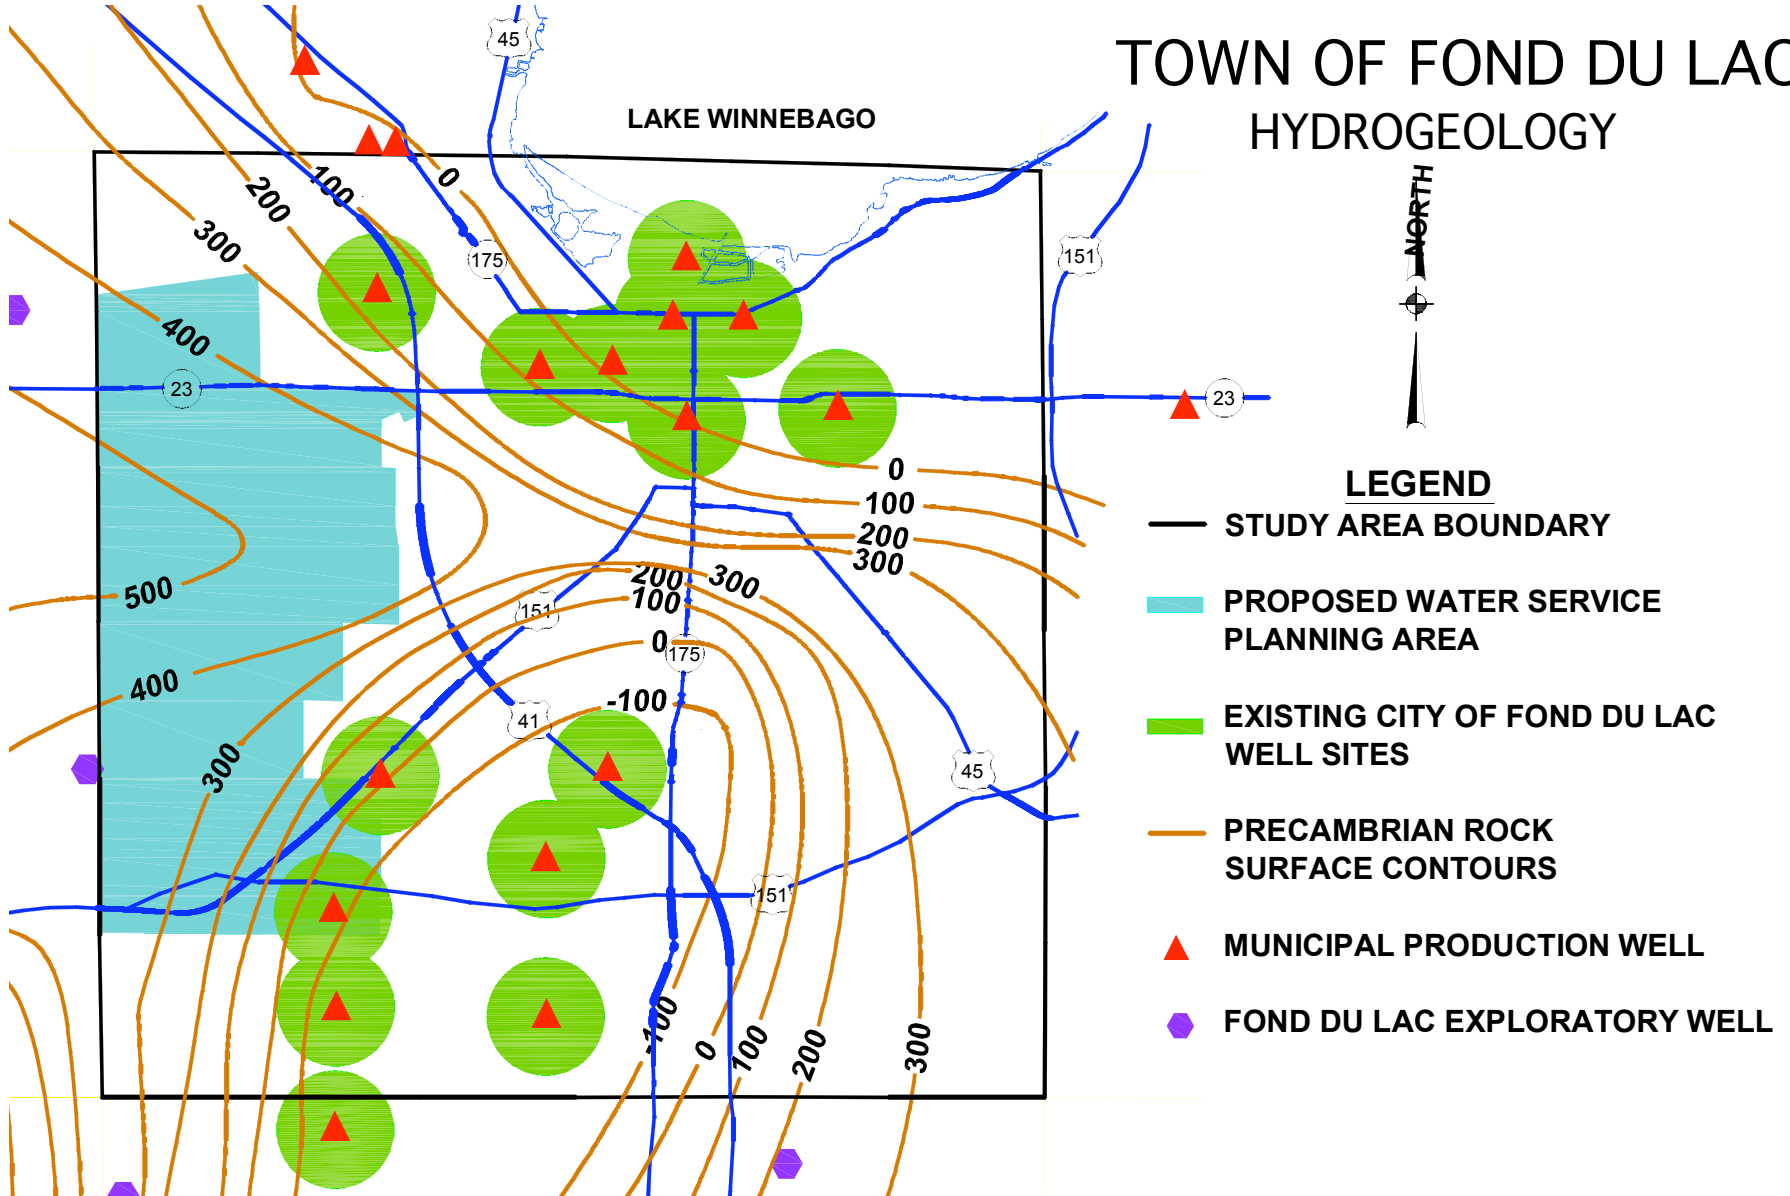 TOWN OF FOND DU LAC
HYDROGEOLOGY
NORTH
LAKE WINNEBAGO
45
0
100
200
300
175
151
400
23
23
0
100
200
300
500
200
300
100
151
0
175
400
-100
41
300
45
151
-100
0
100
200
300
LEGEND
STUDY AREA BOUNDARY
PROPOSED WATER SERVICE
PLANNING AREA
EXISTING CITY OF FOND DU LAC
WELL SITES
PRECAMBRIAN ROCK
SURFACE CONTOURS
MUNICIPAL PRODUCTION WELL
FOND DU LAC EXPLORATORY WELL